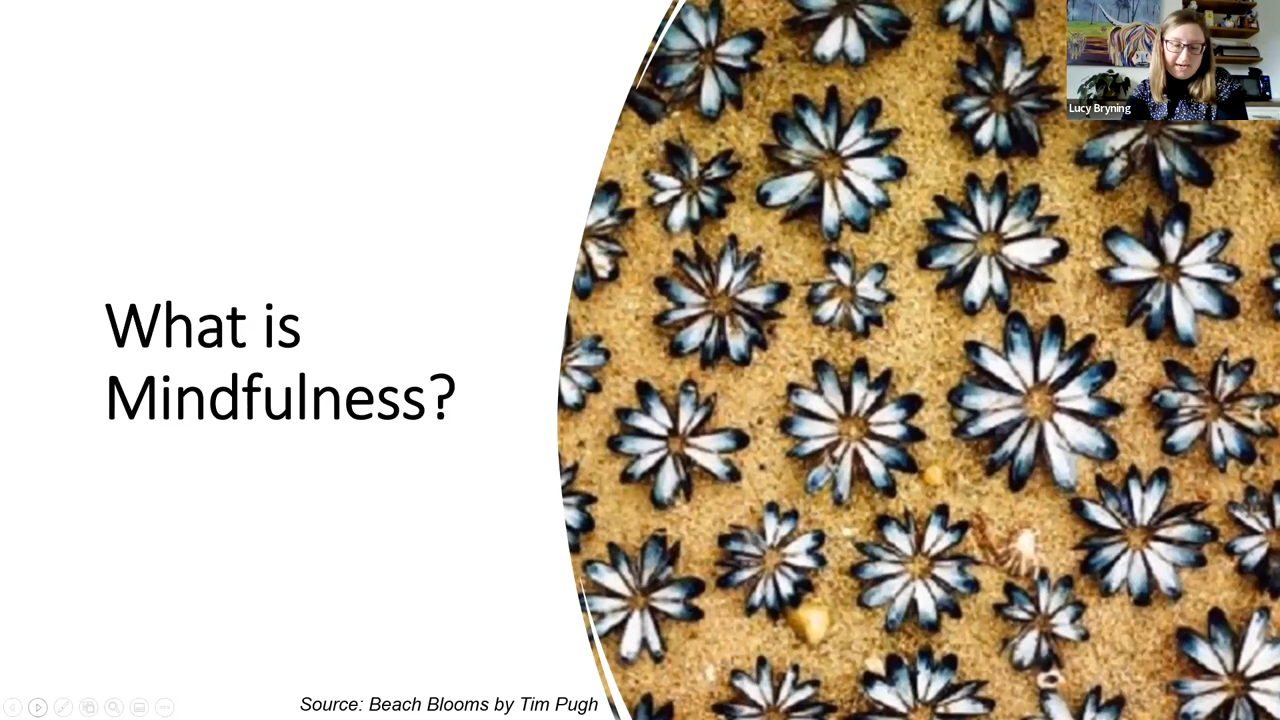 Lucy Bryning
What is
Mindfulness?
Source: Beach Blooms by Tim Pugh